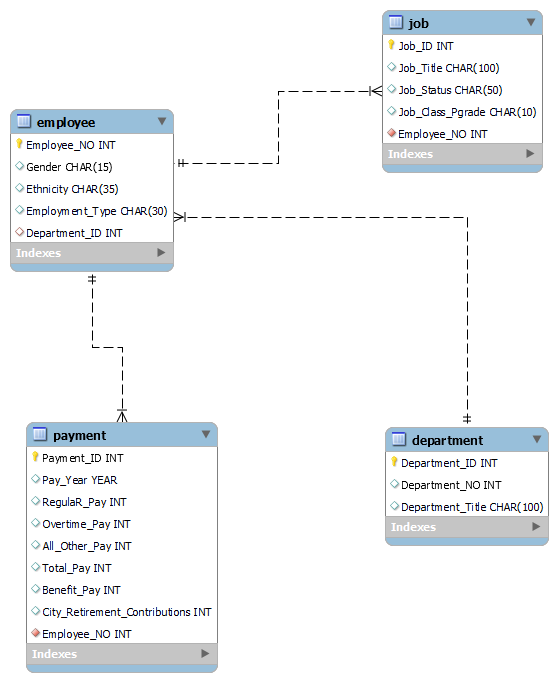 job
Job_ID INT
Job_Title CHAR(100)
Job_Status CHAR(50)
Job_Class_Pgrade CHAR(10)
Employee_NO INT
Indexes
employee
Employee_NO INT
Gender CHAR(15)
Ethnicity CHAR(35)
Employment_Type CHAR(30)
Department_ID INT
Indexes
payment
Payment_ID INT
Pay_Year YEAR
RegulaR_Pay INT
Overtime_Pay INT
All_Other_Pay INT
Total_Pay INT
Benefit_Pay INT
City_Retirement_Contributions INT
Employee_NO INT
Indexes
department
Department_ID INT
Department_NO INT
Department_Title CHAR(100)
Indexes